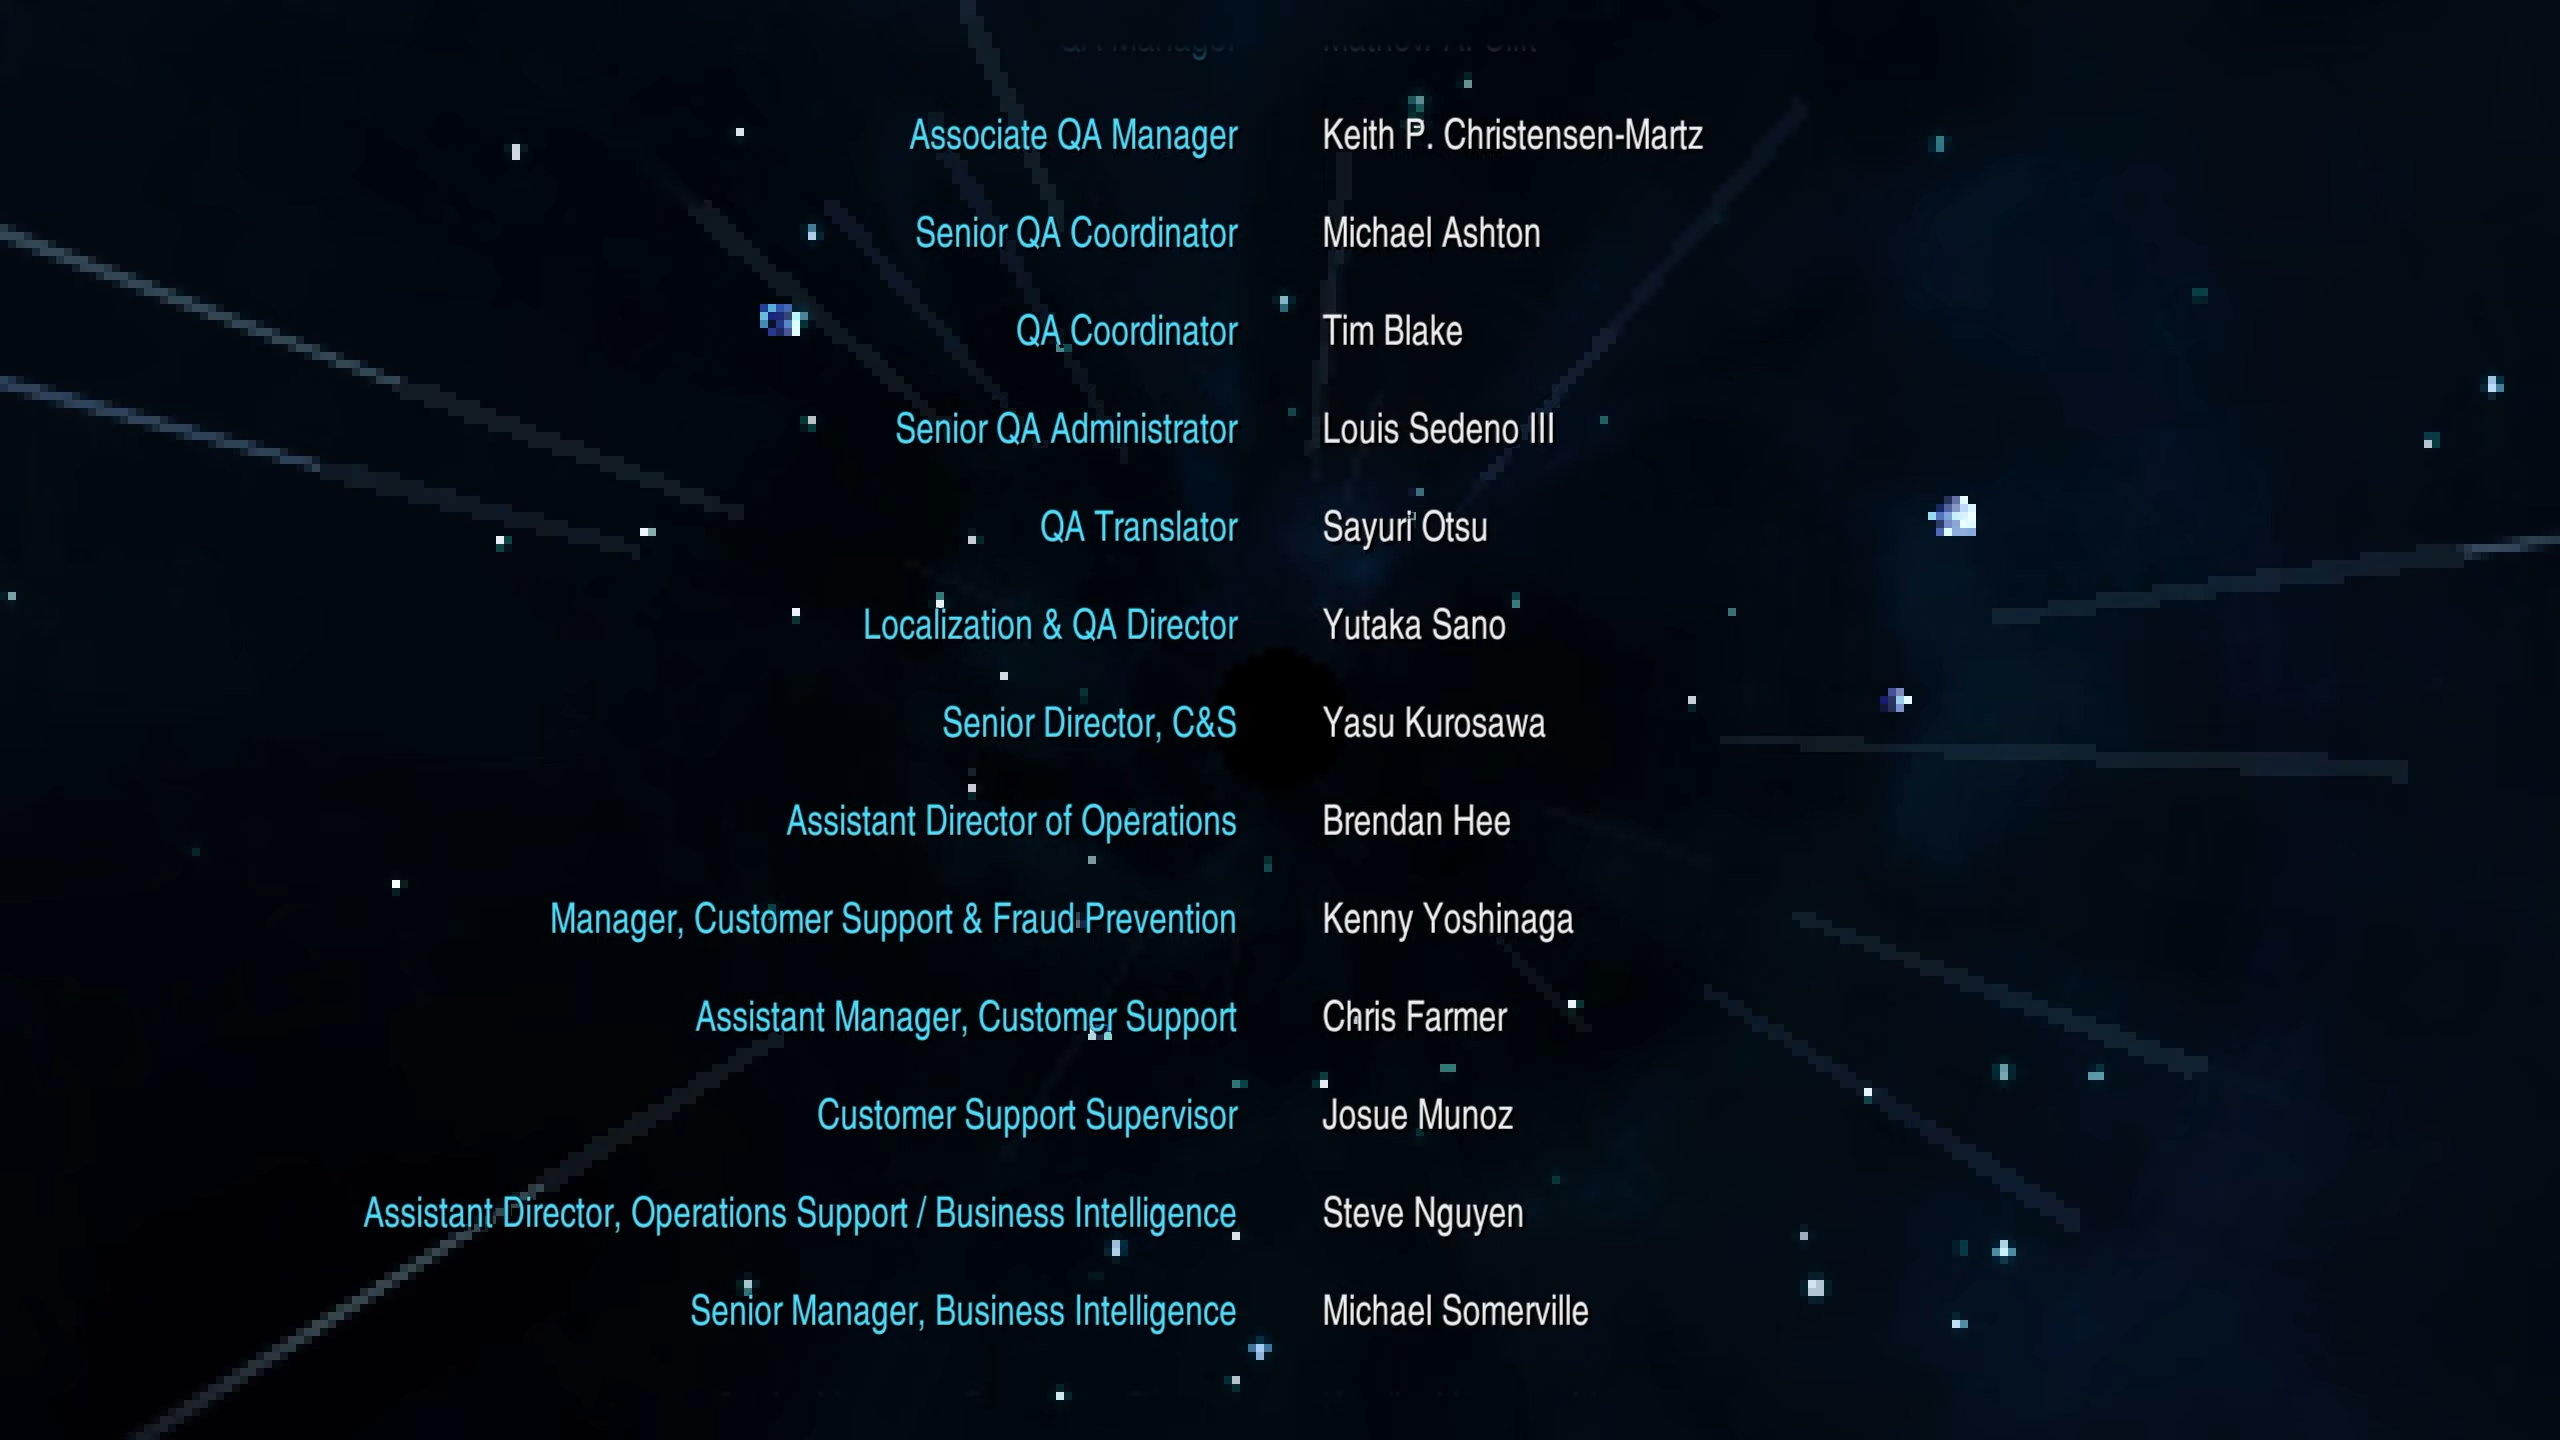 QA Manager
Associate QA Manager Keith P. Christensen-Martz
Senior QA Coordinator Michael Ashton
QA Coordinator Tim Blake
Senior QA Administrator Louis Sedeno III
QA Translator Sayuri Otsu
Localization & QA Director Yutaka Sano
Senior Director, C&S Yasu Kurosawa
Assistant Director of Operations Brendan Hee
Manager, Customer Support & Fraud Prevention Kenny Yoshinaga
Assistant Manager, Customer Support Chris Farmer
Customer Support Supervisor Josue Munoz
Assistant Director, Operations Support / Business Intelligence Steve Nguyen
Senior Manager, Business Intelligence Michael Somerville